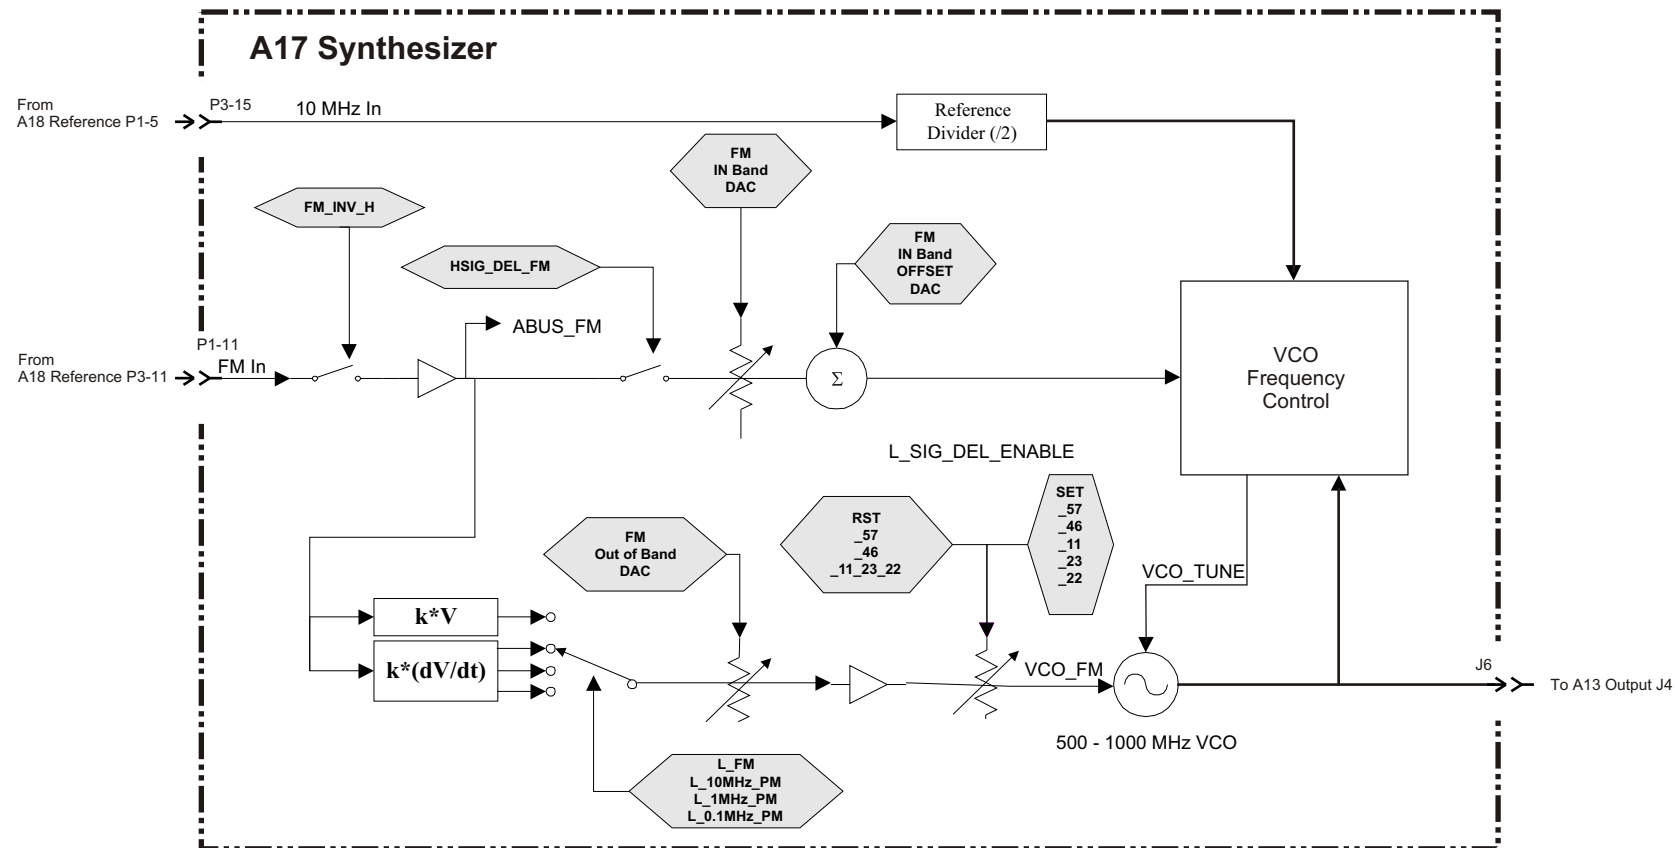 A17 Synthesizer
From
A18 Reference P1-5
P3-15
10 MHz In
Reference
Divider (/2)
FM
IN Band
DAC
FM_INV_H
HSIG_DEL_FM
FM
IN Band
OFFSET
DAC
ABUS_FM
P1-11
From
A18 Reference P3-11
FM In
Σ
VCO
Frequency
Control
L_SIG_DEL_ENABLE
RST
_57
_46
_11_23_22
SET
_57
_46
_11
_23
_22
FM
Out of Band
DAC
VCO_TUNE
k*V
k*(dV/dt)
VCO_FM
J6
To A13 Output J4
500 - 1000 MHz VCO
L_FM
L_10MHz_PM
L_1MHz_PM
L_0.1MHz_PM